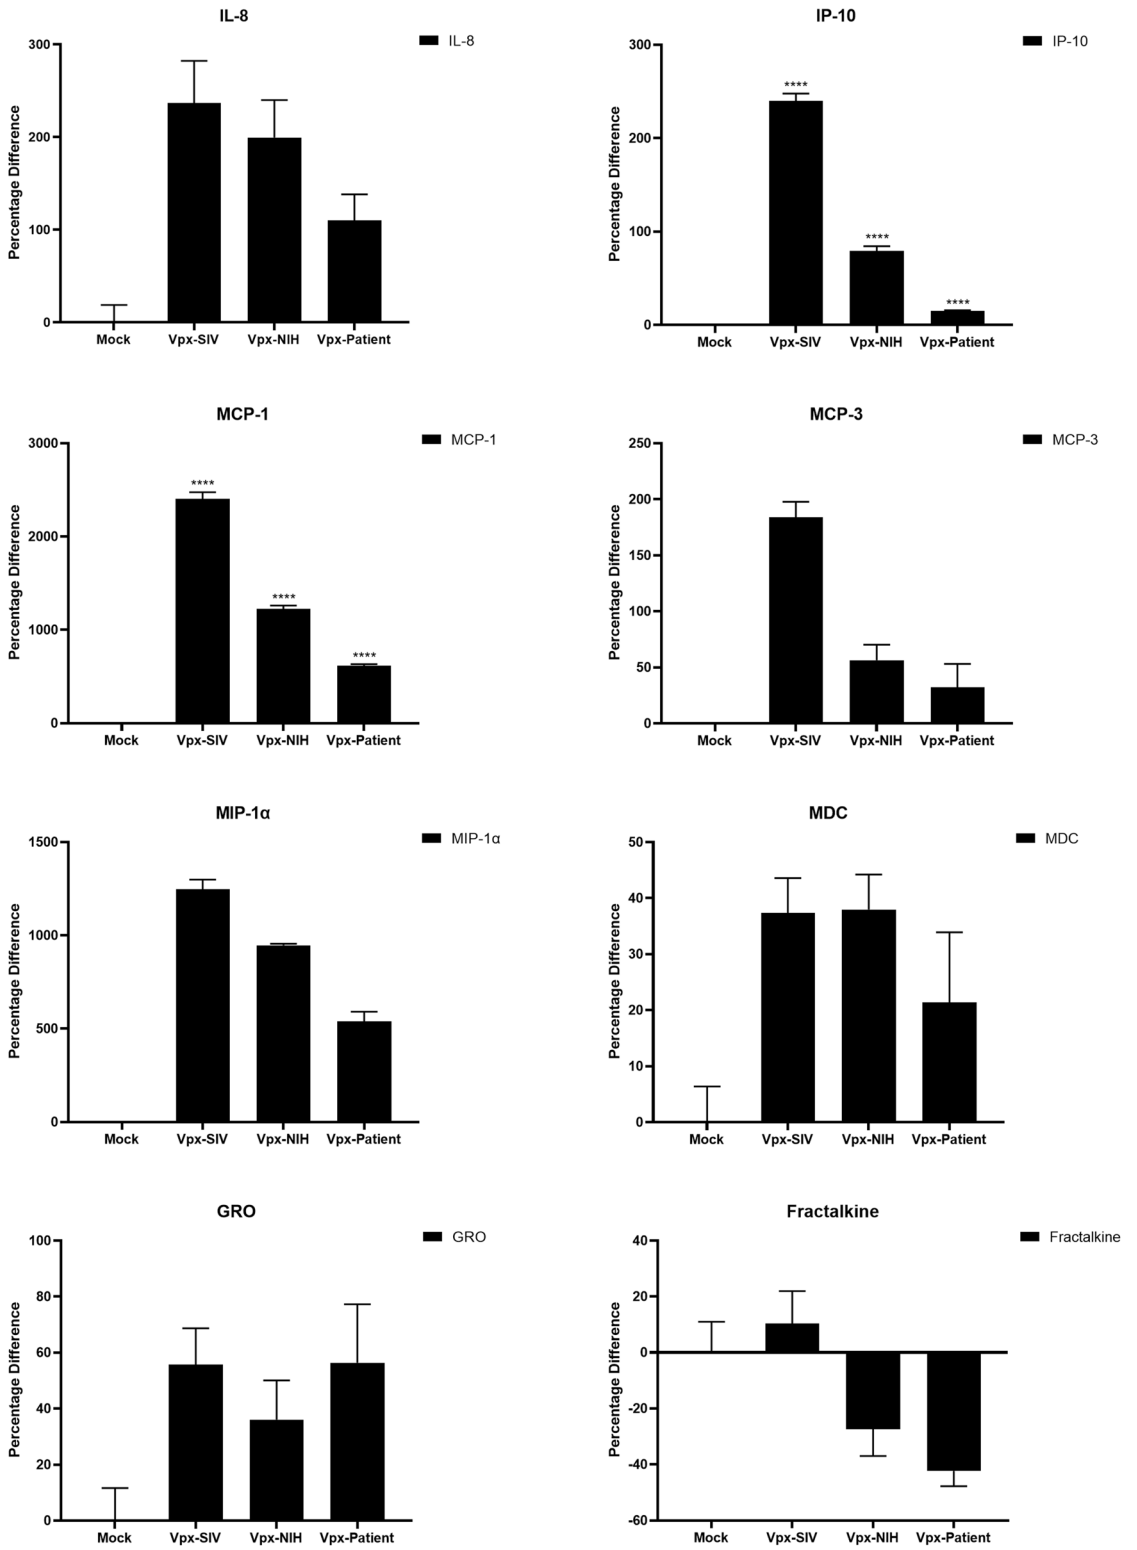 IL-8
IL-8
Percentage Difference
300
200
100
0
Mock Vpx-SIV Vpx-NIH Vpx-Patient
IP-10
IP-10
Percentage Difference
300
200
100
0
****
****
****
Mock Vpx-SIV Vpx-NIH Vpx-Patient
MCP-1
MCP-1
Percentage Difference
3000
2000
1000
0
****
****
****
Mock Vpx-SIV Vpx-NIH Vpx-Patient
MCP-3
MCP-3
Percentage Difference
250
200
150
100
50
0
Mock Vpx-SIV Vpx-NIH Vpx-Patient
MIP-1α
MIP-1α
Percentage Difference
1500
1000
500
0
Mock Vpx-SIV Vpx-NIH Vpx-Patient
MDC
MDC
Percentage Difference
50
40
30
20
10
0
Mock Vpx-SIV Vpx-NIH Vpx-Patient
GRO
GRO
Percentage Difference
100
80
60
40
20
0
Mock Vpx-SIV Vpx-NIH Vpx-Patient
Fractalkine
Fractalkine
Percentage Difference
40
20
0
-20
-40
-60
Mock Vpx-SIV Vpx-NIH Vpx-Patient